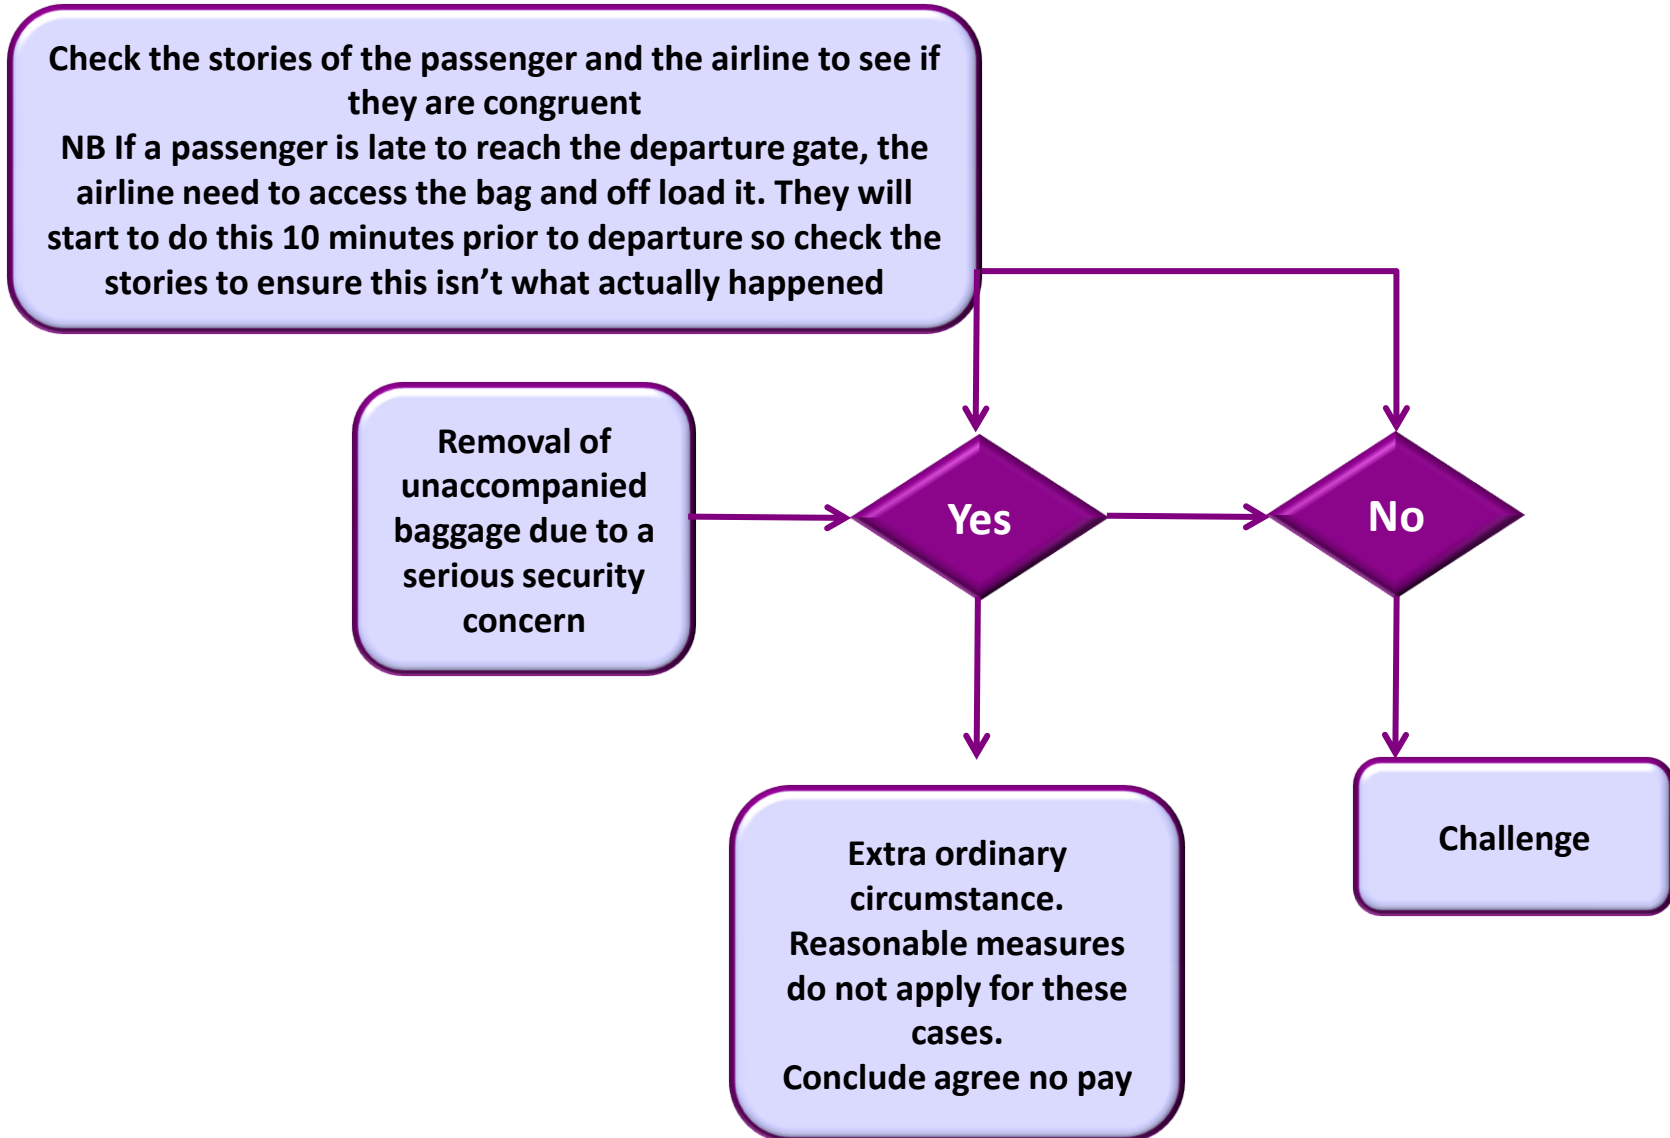 Check the stories of the passenger and the airline to see if
they are congruent
NB If a passenger is late to reach the departure gate, the
airline need to access the bag and off load it. They will
start to do this 10 minutes prior to departure so check the
stories to ensure this isn’t what actually happened
Removal of
unaccompanied
baggage due to a
serious security
concern
Yes
No
Extra ordinary
circumstance.
Reasonable measures
do not apply for these
cases.
Conclude agree no pay
Challenge